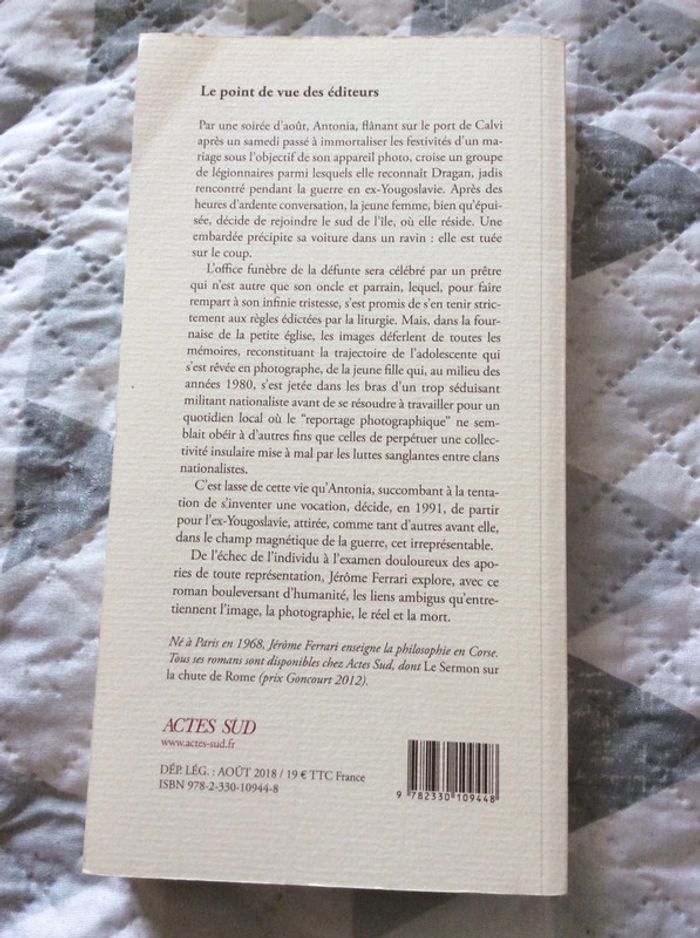 Le point de vue des éditeurs
Par une soirée d'août, Antonia, flânant sur le port de Calvi
après un samedi passé à immortaliser les festivités d'un ma-
riage sous l'objectif de son appareil photo, croise un groupe
de légionnaires parmi lesquels elle reconnaît Dragan, jadis
rencontré pendant la guerre en ex-Yougoslavie. Après des
heures d'ardente conversation, la jeune femme, bien qu'épui-
sée, décide de rejoindre le sud de l'île, où elle réside. Une
embardée précipite sa voiture dans un ravin : elle est tuée
sur le coup.
L'office funèbre de la défunte sera célébré par un prêtre
qui n'est autre que son oncle et parrain, lequel, pour faire
rempart à son infinie tristesse, s'est promis de s'en tenir stric-
tement aux règles édictées par la liturgie. Mais, dans la four-
naise de la petite église, les images déferlent de toutes les
mémoires, reconstituant la trajectoire de l'adolescente qui
s'est rêvée en photographe, de la jeune fille qui, au milieu des
années 1980, s'est jetée dans les bras d'un trop séduisant
militant nationaliste avant de se résoudre à travailler pour un
quotidien local où le "reportage photographique" ne sem-
blait obéir à d'autres fins que celles de perpétuer une collec-
tivité insulaire mise à mal par les luttes sanglantes entre clans
nationalistes.
C'est lasse de cette vie qu'Antonia, succombant à la tenta-
tion de s'inventer une vocation, décide, en 1991, de partir
pour l'ex-Yougoslavie, attirée, comme tant d'autres avant elle,
dans le champ magnétique de la guerre, cet irreprésentable.
De l'échec de l'individu à l'examen douloureux des apo-
ries de toute représentation, Jérôme Ferrari explore, avec ce
roman bouleversant d'humanité, les liens ambigus qu'entre-
tiennent l'image, la photographie, le réel et la mort.
Né à Paris en 1968, Jérôme Ferrari enseigne la philosophie en Corse.
Tous ses romans sont disponibles chez Actes Sud, dont Le Sermon sur
la chute de Rome (prix Goncourt 2012).
ACTES SUD
www.actes-sud.fr
DÉP. LÉG. : AOÛT 2018 / 19 € TTC France
ISBN 978-2-330-10944-8
9 782330 109448